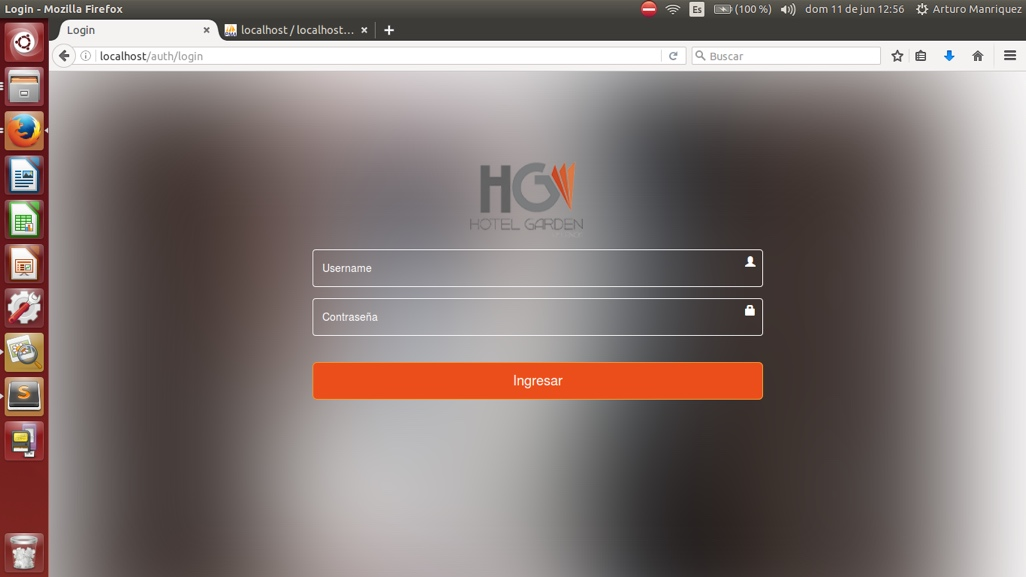 Login - Mozilla Firefox
Es
(100 %)
dom 11 de jun 12:56
Arturo Manriquez
Login
localhost / localhost...
localhost/auth/login
Buscar
HG
HOTEL GARDEN
Username
Contraseña
Ingresar